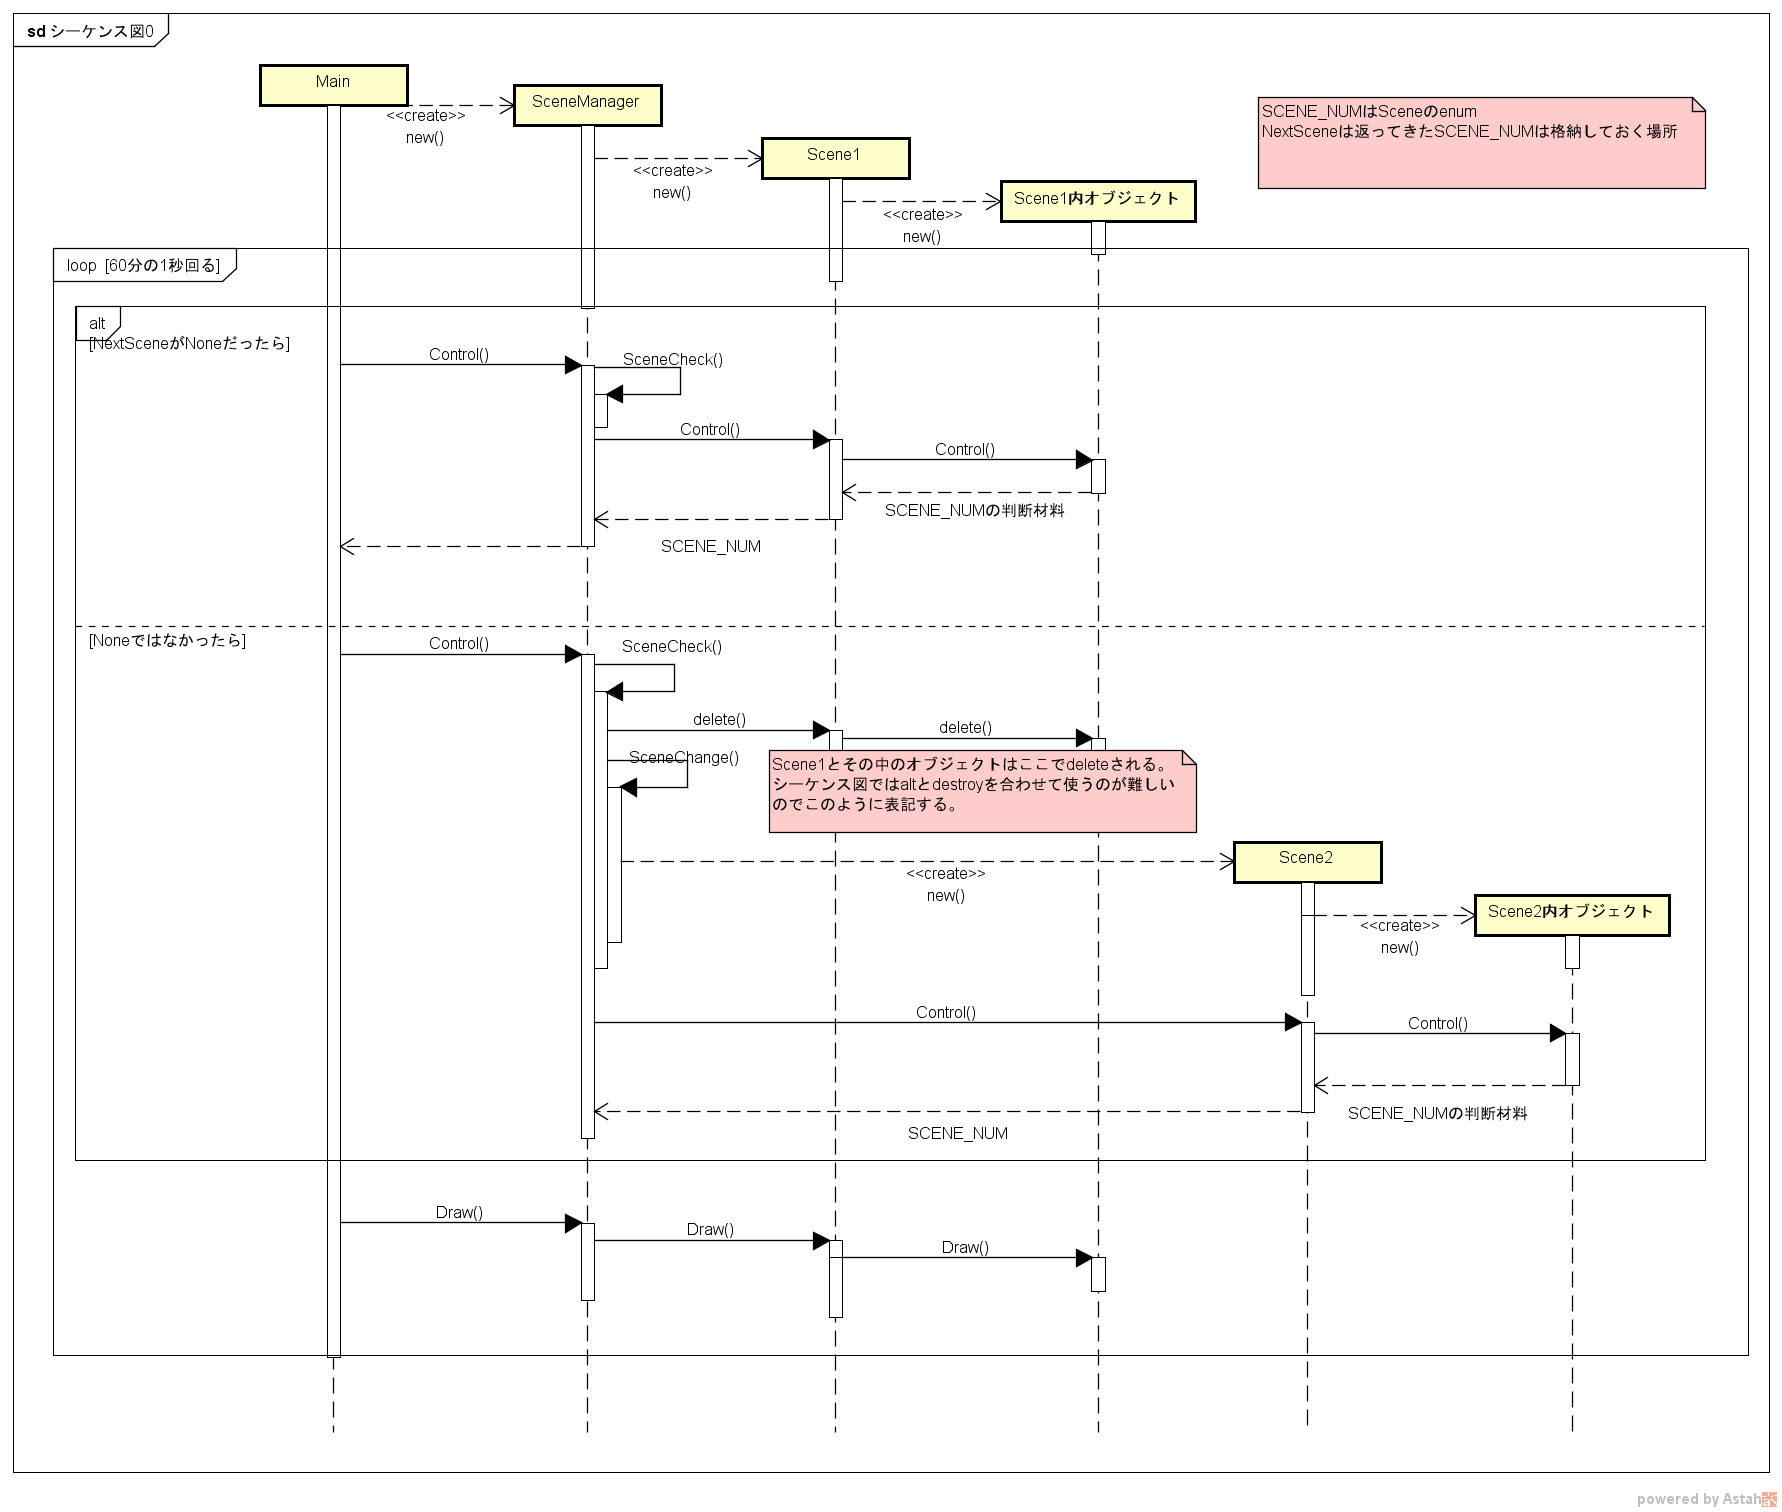 sd シーケンス図0
Main
<<create>>
new()
SceneManager
<<create>>
new()
Scene1
<<create>>
new()
Scene1内オブジェクト
SCENE_NUMはSceneのenum
NextSceneは返ってきたSCENE_NUMは格納しておく場所
loop [60分の1秒回る]
alt
[NextSceneがNoneだったら]
Control()
SceneCheck()
Control()
Control()
SCENE_NUMの判断材料
SCENE_NUM
[Noneではなかったら]
Control()
SceneCheck()
delete()
delete()
SceneChange()
Scene1とその中のオブジェクトはここでdeleteされる。
シーケンス図ではaltとdestroyを合わせて使うのが難しい
のでこのように表記する。
<<create>>
new()
Scene2
<<create>>
new()
Scene2内オブジェクト
Control()
Control()
SCENE_NUMの判断材料
SCENE_NUM
Draw()
Draw()
Draw()
powered by Astah